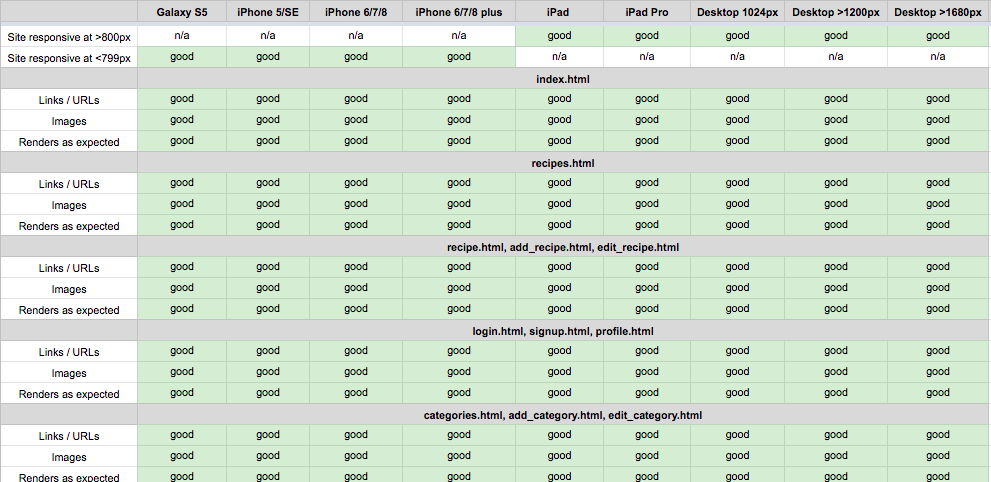 Galaxy S5 iPhone 5/SE iPhone 6/7/8 iPhone 6/7/8 plus iPad iPad Pro Desktop 1024px Desktop >1200px Desktop >1680px
Site responsive at >800px n/a n/a n/a n/a good good good good good
Site responsive at <799px good good good good n/a n/a n/a n/a n/a
index.html
Links / URLs good good good good good good good good good
Images good good good good good good good good good
Renders as expected good good good good good good good good good
recipes.html
Links / URLs good good good good good good good good good
Images good good good good good good good good good
Renders as expected good good good good good good good good good
recipe.html, add_recipe.html, edit_recipe.html
Links / URLs good good good good good good good good good
Images good good good good good good good good good
Renders as expected good good good good good good good good good
login.html, signup.html, profile.html
Links / URLs good good good good good good good good good
Images good good good good good good good good good
Renders as expected good good good good good good good good good
categories.html, add_category.html, edit_category.html
Links / URLs good good good good good good good good good
Images good good good good good good good good good
Renders as expected good good good good good good good good good